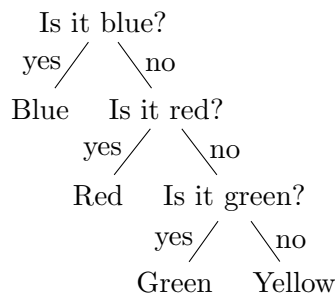 Is it blue?
yes no
Blue Is it red?
yes no
Red Is it green?
yes no
Green Yellow